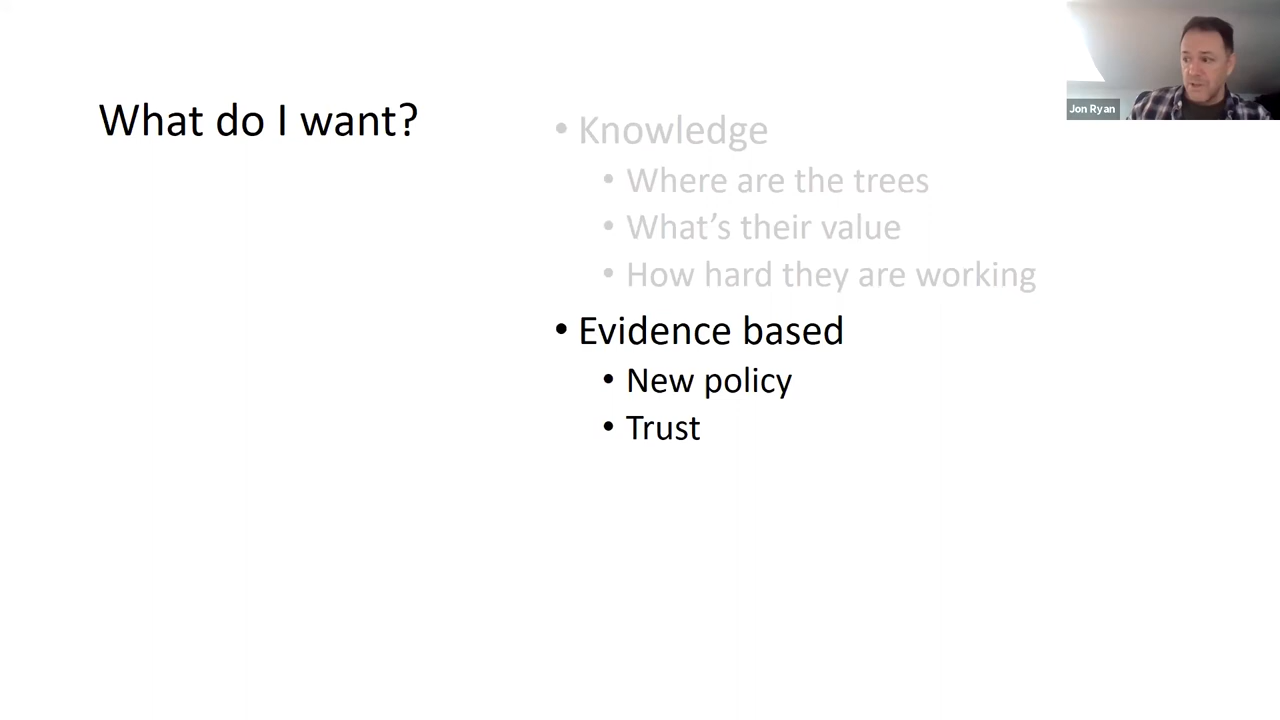 What do I want?
• Knowledge
• Where are the trees
• What's their value
• How hard they are working
• Evidence based
• New policy
• Trust
Jon Ryan